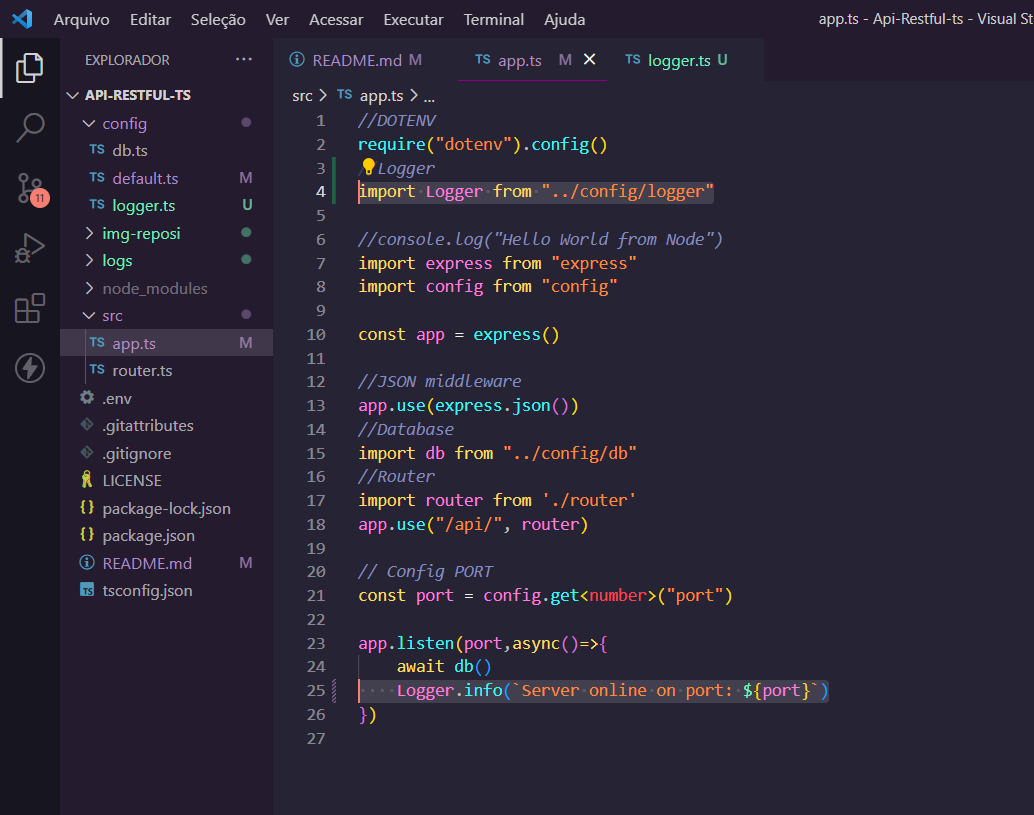 Arquivo Editar Seleção Ver Acessar Executar Terminal Ajuda app.ts - Api-Restful-ts - Visual St
EXPLORADOR ...
README.md M TS app.ts M TS logger.ts U
API-RESTFUL-TS
config
TS db.ts
TS default.ts M
TS logger.ts U
img-reposi
logs
node_modules
src
TS app.ts M
TS router.ts
.env
.gitattributes
.gitignore
LICENSE
{} package-lock.json
{} package.json
README.md M
TS tsconfig.json
11
src > TS app.ts > ...
1 //DOTENV
2 require("dotenv").config()
3 Logger
4 import Logger from "../config/logger"
5
6 //console.log("Hello World from Node")
7 import express from "express"
8 import config from "config"
9
10 const app = express()
11
12 //JSON middleware
13 app.use(express.json())
14 //Database
15 import db from "../config/db"
16 //Router
17 import router from './router'
18 app.use("/api/", router)
19
20 // Config PORT
21 const port = config.get<number>("port")
22
23 app.listen(port,async()=>{
24     await db()
25     Logger.info(`Server online on port: ${port}`)
26 })
27